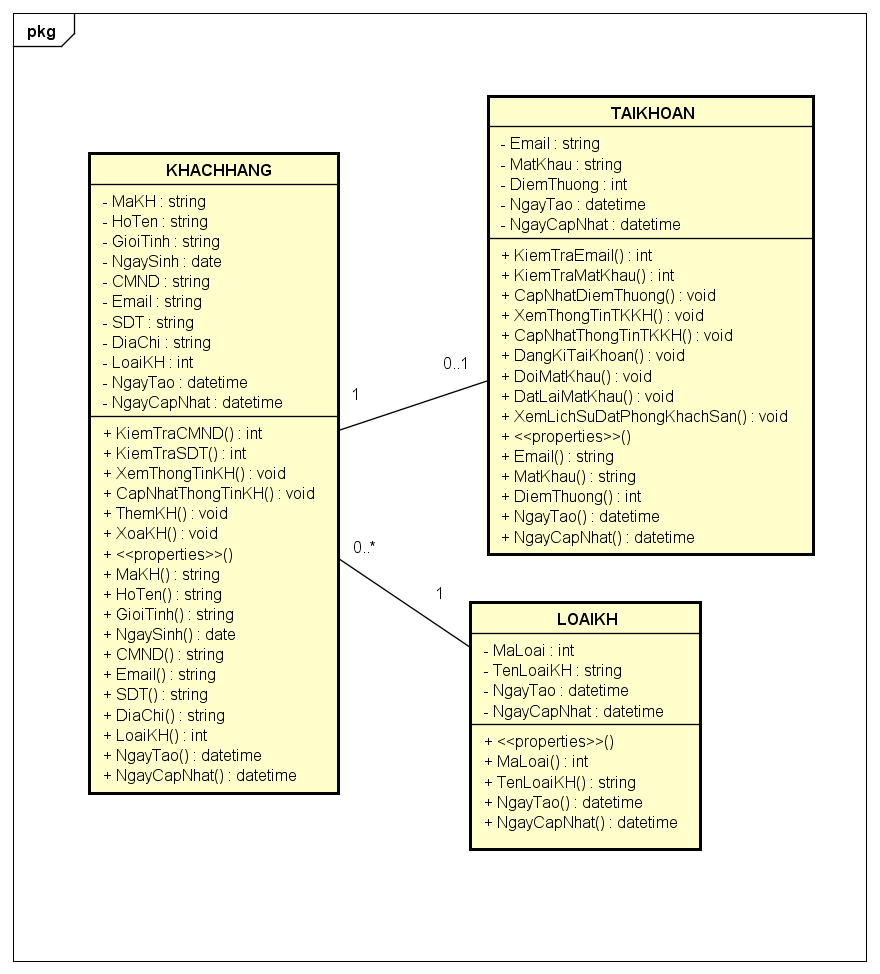 pkg
KHACHHANG
- MaKH : string
- HoTen : string
- GioiTinh : string
- NgaySinh : date
- CMND : string
- Email : string
- SDT : string
- DiaChi : string
- LoaiKH : int
- NgayTao : datetime
- NgayCapNhat : datetime
+ KiemTraCMND() : int
+ KiemTraSDT() : int
+ XemThongTinKH() : void
+ CapNhatThongTinKH() : void
+ ThemKH() : void
+ XoaKH() : void
+ <<properties>>()
+ MaKH() : string
+ HoTen() : string
+ GioiTinh() : string
+ NgaySinh() : date
+ CMND() : string
+ Email() : string
+ SDT() : string
+ DiaChi() : string
+ LoaiKH() : int
+ NgayTao() : datetime
+ NgayCapNhat() : datetime
1
0..1
TAIKHOAN
- Email : string
- MatKhau : string
- DiemThuong : int
- NgayTao : datetime
- NgayCapNhat : datetime
+ KiemTraEmail() : int
+ KiemTraMatKhau() : int
+ CapNhatDiemThuong() : void
+ XemThongTinTKKH() : void
+ CapNhatThongTinTKKH() : void
+ DangKiTaiKhoan() : void
+ DoiMatKhau() : void
+ DatLaiMatKhau() : void
+ XemLichSuDatPhongKhachSan() : void
+ <<properties>>()
+ Email() : string
+ MatKhau() : string
+ DiemThuong() : int
+ NgayTao() : datetime
+ NgayCapNhat() : datetime
0..*
1
LOAIKH
- MaLoai : int
- TenLoaiKH : string
- NgayTao : datetime
- NgayCapNhat : datetime
+ <<properties>>()
+ MaLoai() : int
+ TenLoaiKH() : string
+ NgayTao() : datetime
+ NgayCapNhat() : datetime